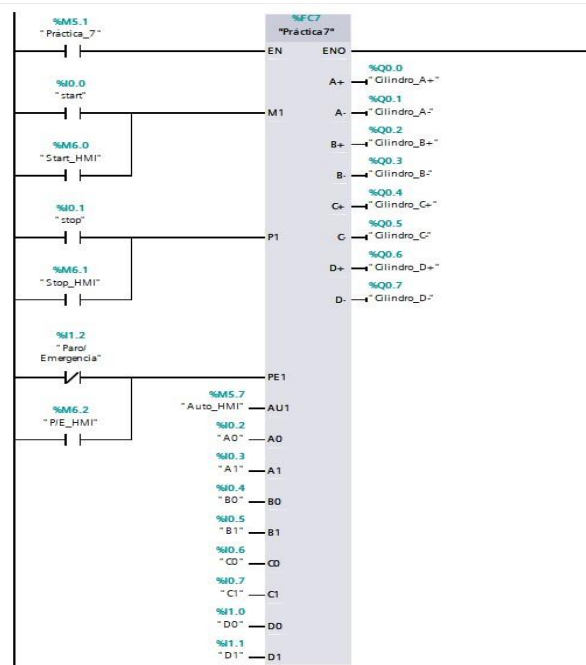 %M5.1
"Práctica_7"
%FC7
"Práctica7"
EN
ENO
%I0.0
"start"
%M6.0
"Start_HMI"
M1
%I0.1
"stop"
%M6.1
"Stop_HMI"
P1
%I1.2
"Paro/
Emergencia"
%M6.2
"P/E_HMI"
PE1
%M5.7
"Auto_HMI"
AU1
%I0.2
"A0"
A0
%I0.3
"A1"
A1
%I0.4
"B0"
B0
%I0.5
"B1"
B1
%I0.6
"C0"
C0
%I0.7
"C1"
C1
%I1.0
"D0"
D0
%I1.1
"D1"
D1
A+
%Q0.0
"Cilindro_A+"
A-
%Q0.1
"Cilindro_A-"
B+
%Q0.2
"Cilindro_B+"
B-
%Q0.3
"Cilindro_B-"
C+
%Q0.4
"Cilindro_C+"
C-
%Q0.5
"Cilindro_C-"
D+
%Q0.6
"Cilindro_D+"
D-
%Q0.7
"Cilindro_D-"